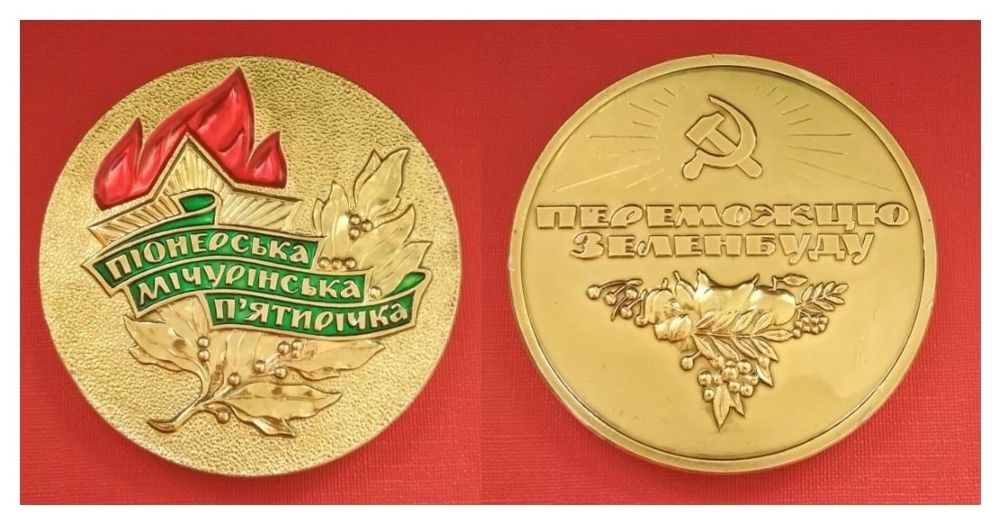 ПІОНЕРСЬКА
МІЧУРІНСЬКА
П'ЯТИРІЧКА
ПЕРЕМОЖЦЮ
ЗЕЛЕНБУДУ